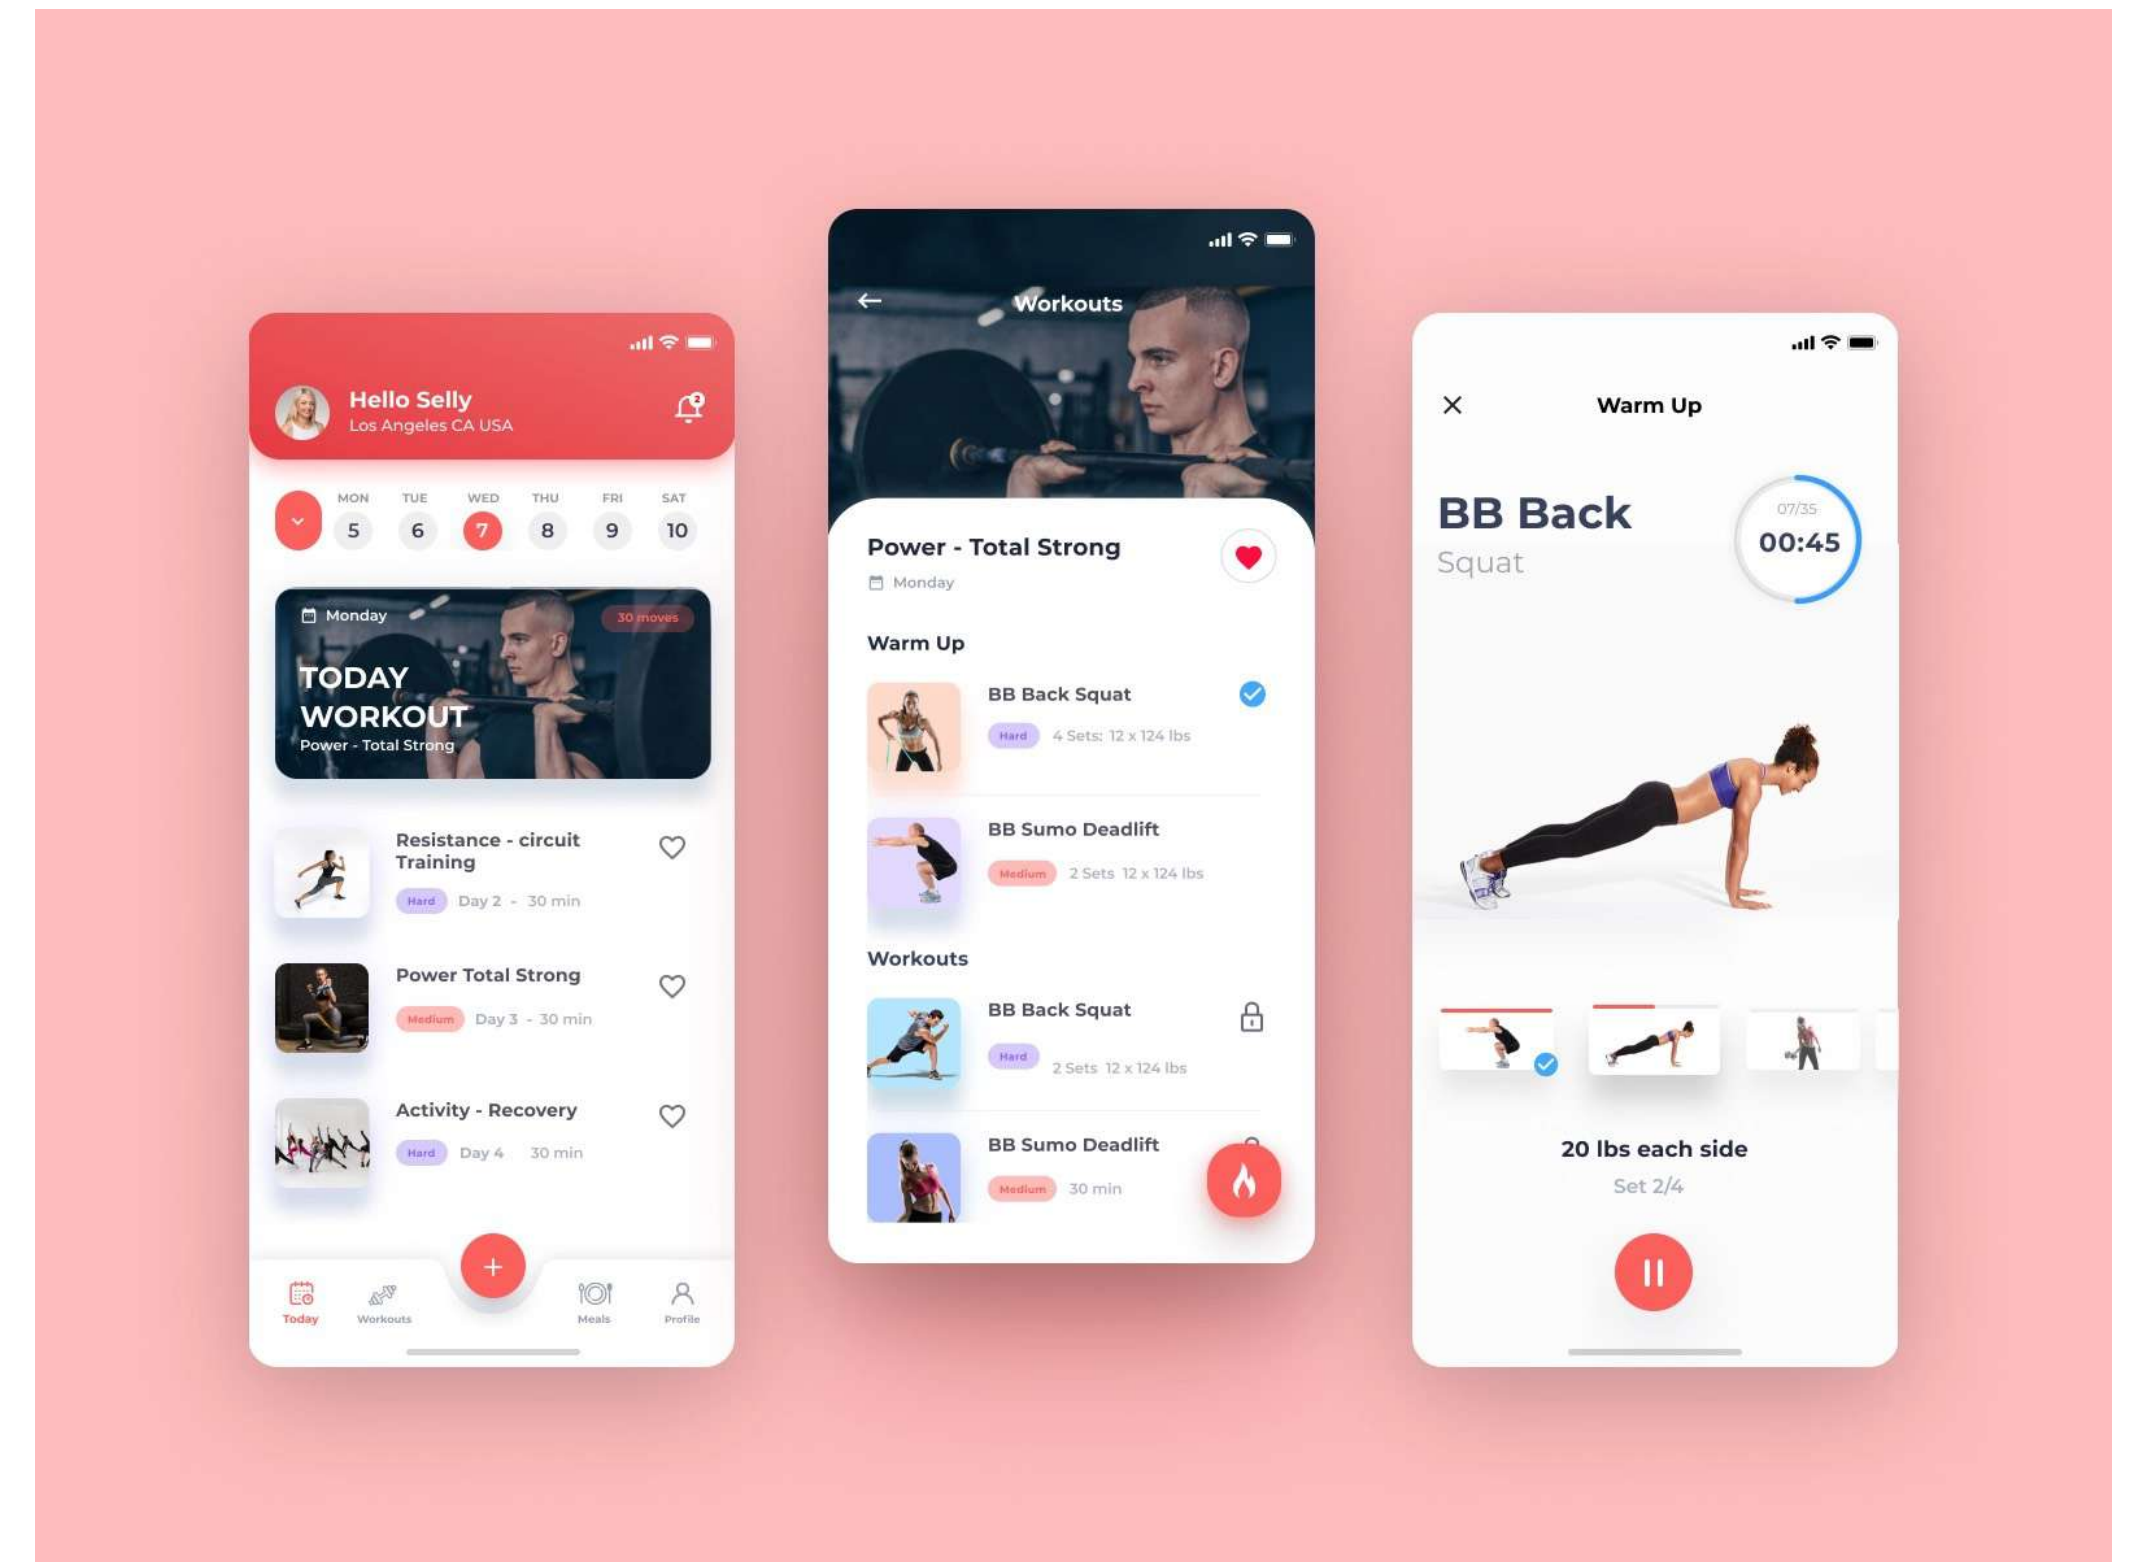 Hello Selly
Los Angeles CA USA
2
MON TUE WED THU FRI SAT
5 6 7 8 9 10
Monday
30 moves
TODAY
WORKOUT
Power - Total Strong
Resistance - circuit
Training
Hard Day 2 - 30 min
Power Total Strong
Medium Day 3 - 30 min
Activity - Recovery
Hard Day 4 30 min
+
Today Workouts Meals Profile
Workouts
Power - Total Strong
Monday
Warm Up
BB Back Squat
Hard 4 Sets: 12 x 124 lbs
BB Sumo Deadlift
Medium 2 Sets 12 x 124 lbs
Workouts
BB Back Squat
Hard 2 Sets 12 x 124 lbs
BB Sumo Deadlift
Medium 30 min
Warm Up
BB Back
Squat
07/35
00:45
20 lbs each side
Set 2/4